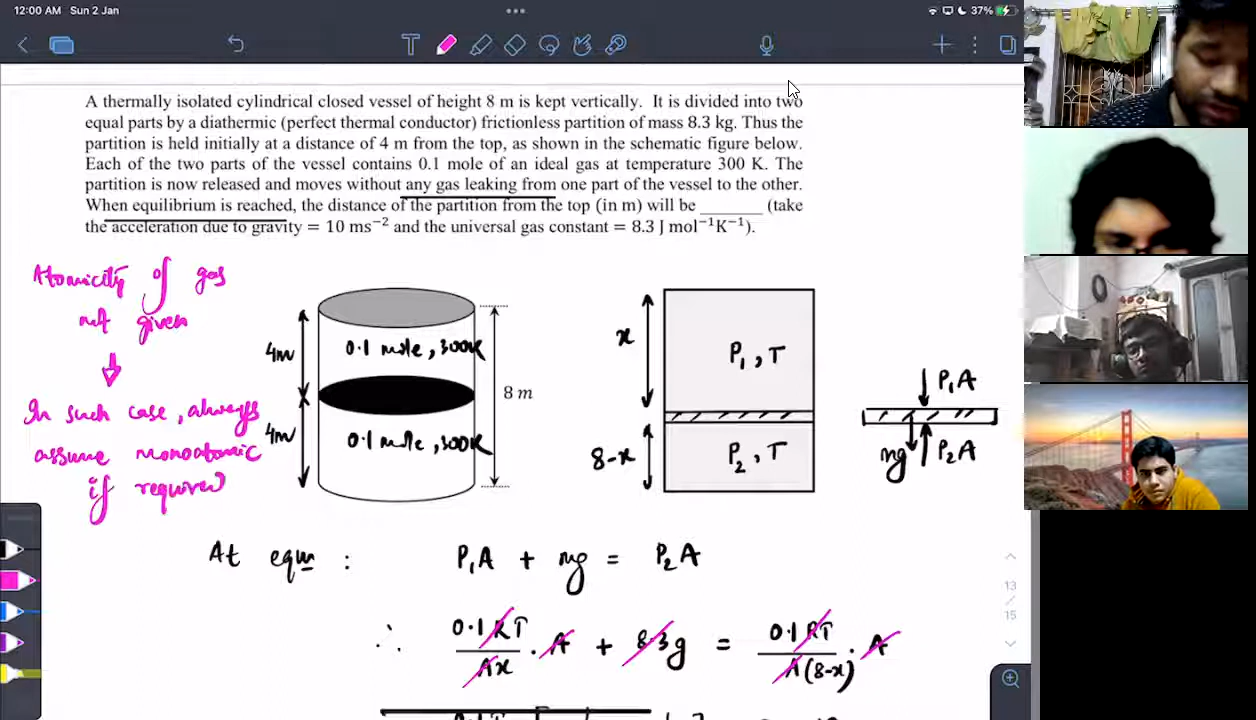 12:00 AM Sun 2 Jan
37%
A thermally isolated cylindrical closed vessel of height 8 m is kept vertically. It is divided into two
equal parts by a diathermic (perfect thermal conductor) frictionless partition of mass 8.3 kg. Thus the
partition is held initially at a distance of 4 m from the top, as shown in the schematic figure below.
Each of the two parts of the vessel contains 0.1 mole of an ideal gas at temperature 300 K. The
partition is now released and moves without any gas leaking from one part of the vessel to the other.
When equilibrium is reached, the distance of the partition from the top (in m) will be ______ (take
the acceleration due to gravity = 10 ms⁻² and the universal gas constant = 8.3 J mol⁻¹K⁻¹).
Atomicity of gas
not given
In such case, always
assume monoatomic
if required
4m
0.1 mole, 300K
4m
0.1 mole, 300K
8 m
x
P₁, T
8-x
P₂, T
P₁A
mg
P₂A
At eqm : P₁A + mg = P₂A
∴ 0.1RT/Ax · A + 8.3g = 0.1RT/A(8-x) · A
13
/
15